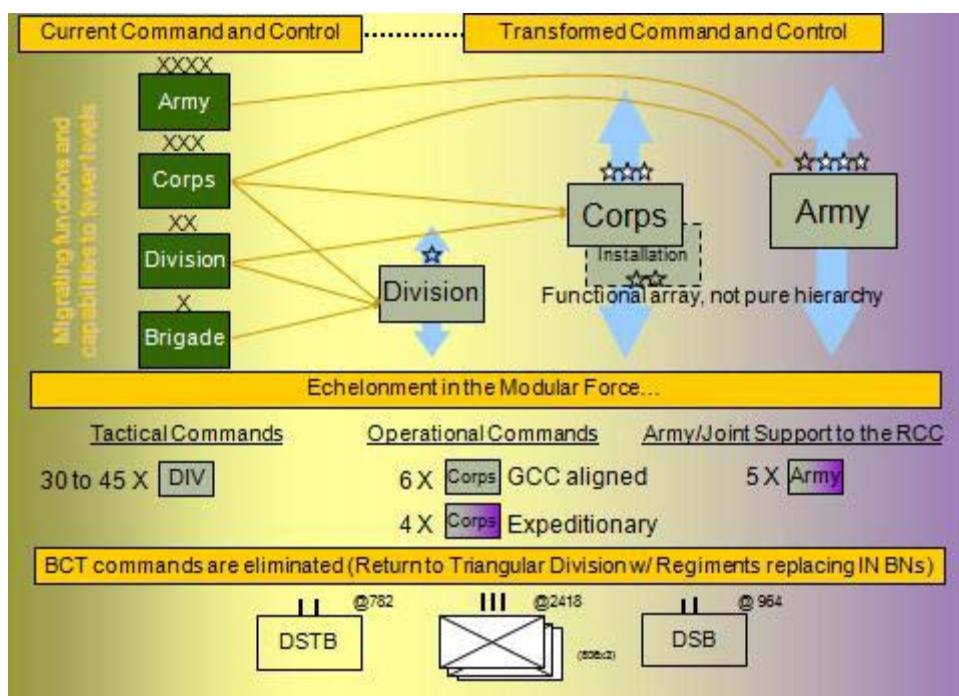 Current Command and Control
Transformed Command and Control
Migrating functions and
capabilities to fewer levels
XXXX
Army
XXX
Corps
XX
Division
X
Brigade
Division
Corps
Installation
Army
Functional array, not pure hierarchy
Echelonment in the Modular Force...
Tactical Commands
Operational Commands
Army/Joint Support to the RCC
30 to 45 X DIV
6 X Corps GCC aligned
5 X Army
4 X Corps Expeditionary
BCT commands are eliminated (Return to Triangular Division w/ Regiments replacing IN BNs)
@782
@2418
@ 964
DSTB
DSB